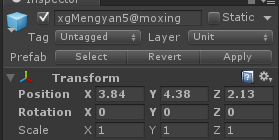 Inspector
xgMengyan5@moxing Static
Tag Untagged Layer Unit
Prefab Select Revert Apply
Transform
Position X 3.84 Y 4.38 Z 2.13
Rotation X 0 Y 0 Z 0
Scale X 1 Y 1 Z 1